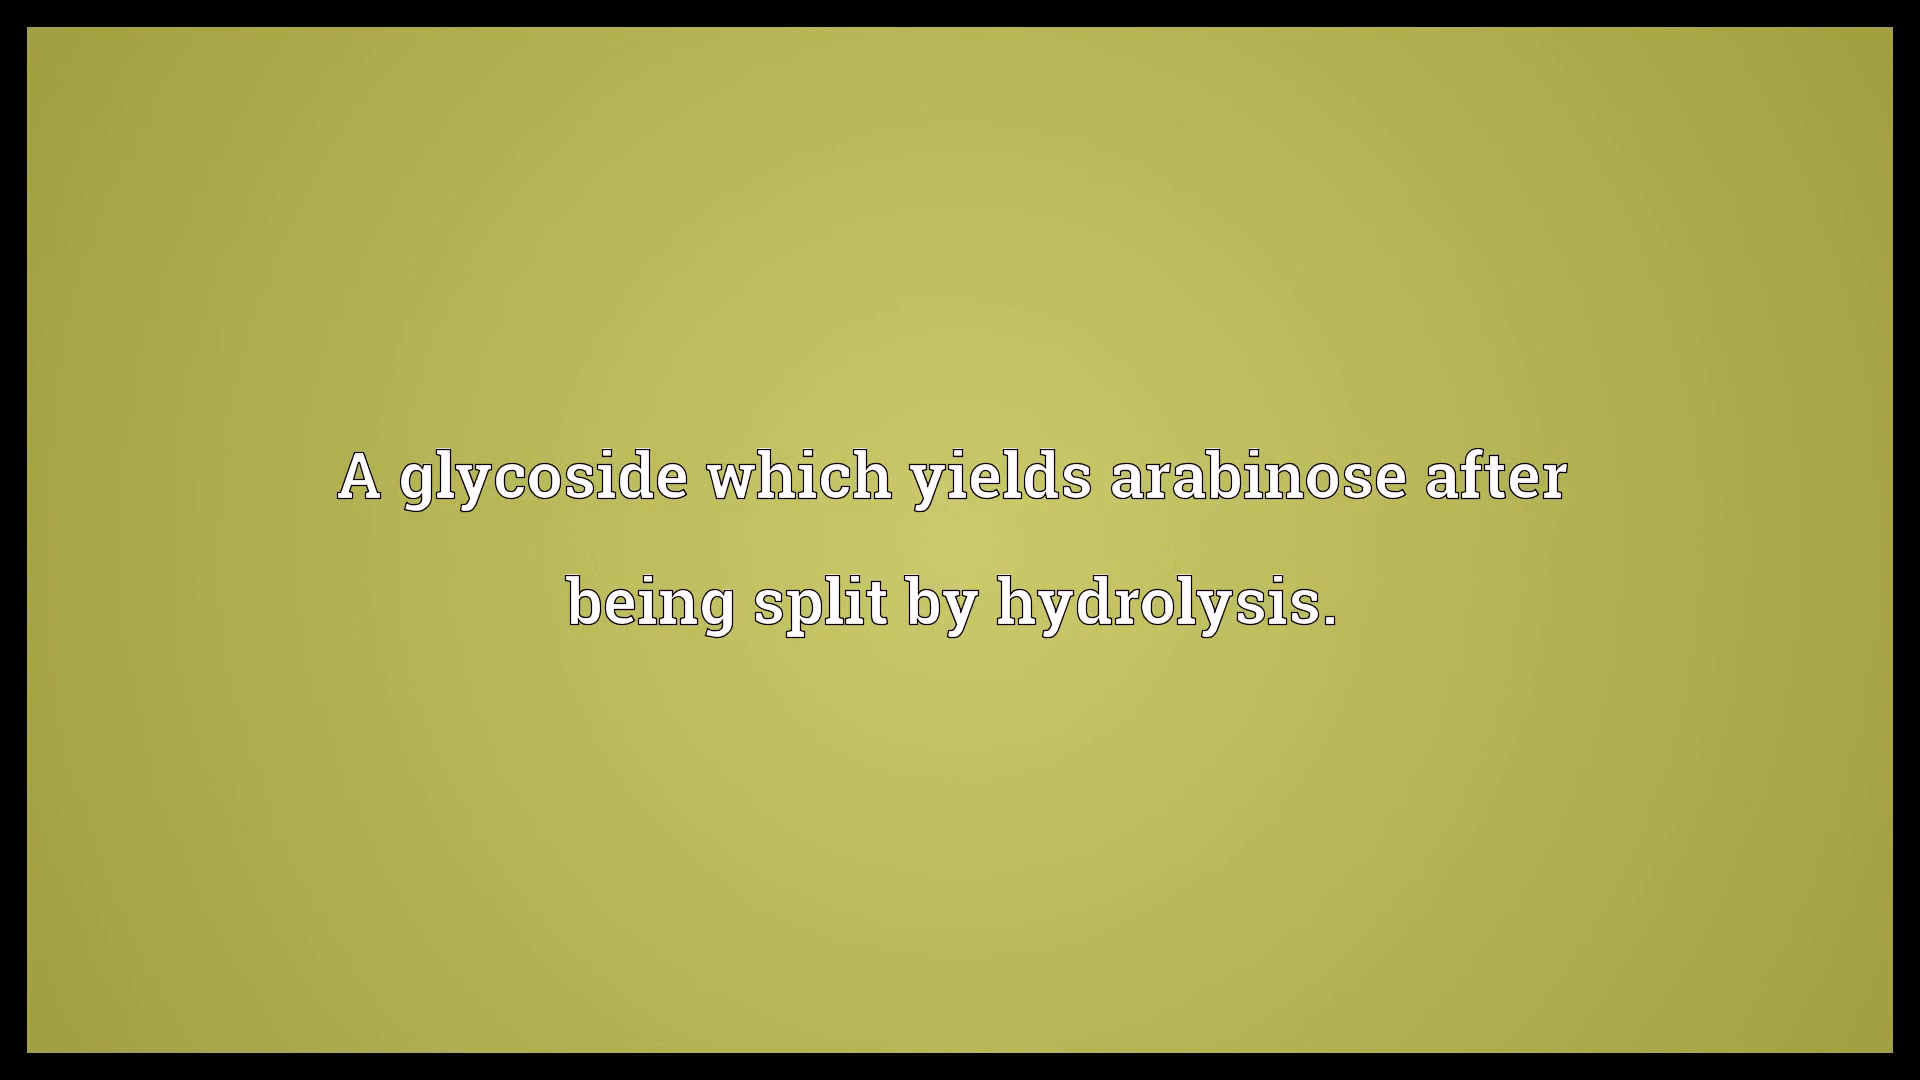 A glycoside which yields arabinose after
being split by hydrolysis.